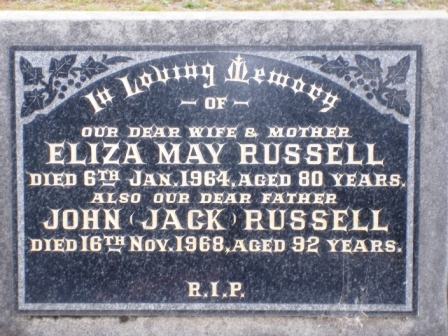 In Loving Memory
— OF —
OUR DEAR WIFE & MOTHER
ELIZA MAY RUSSELL
DIED 6TH JAN. 1964, AGED 80 YEARS.
ALSO OUR DEAR FATHER
JOHN (JACK) RUSSELL
DIED 16TH NOV. 1968, AGED 92 YEARS.
R.I.P.